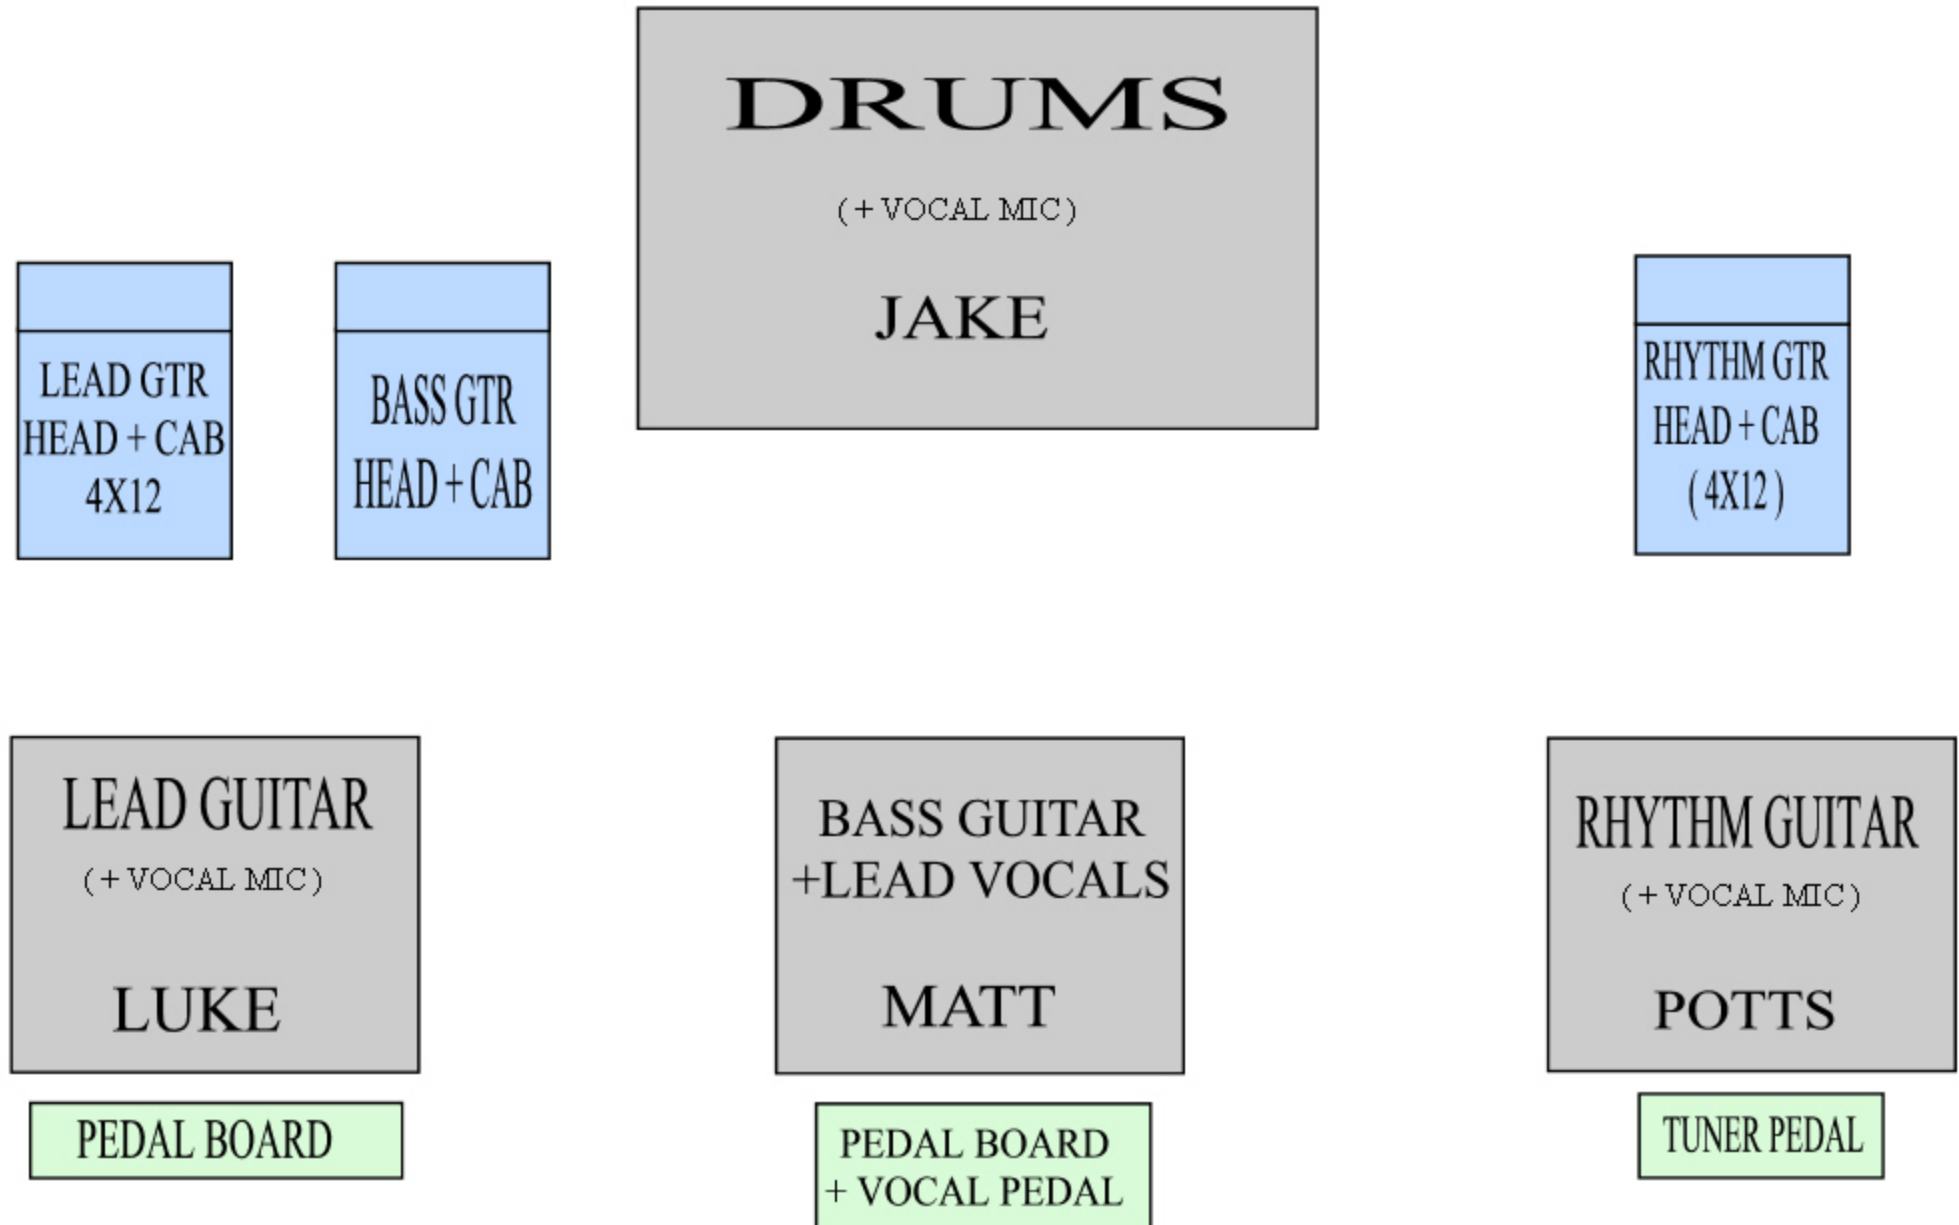 DRUMS
(+ VOCAL MIC)
JAKE
LEAD GTR
HEAD + CAB
4X12
BASS GTR
HEAD + CAB
RHYTHM GTR
HEAD + CAB
( 4X12 )
LEAD GUITAR
(+ VOCAL MIC)
LUKE
BASS GUITAR
+LEAD VOCALS
MATT
RHYTHM GUITAR
(+ VOCAL MIC)
POTTS
PEDAL BOARD
PEDAL BOARD
+ VOCAL PEDAL
TUNER PEDAL